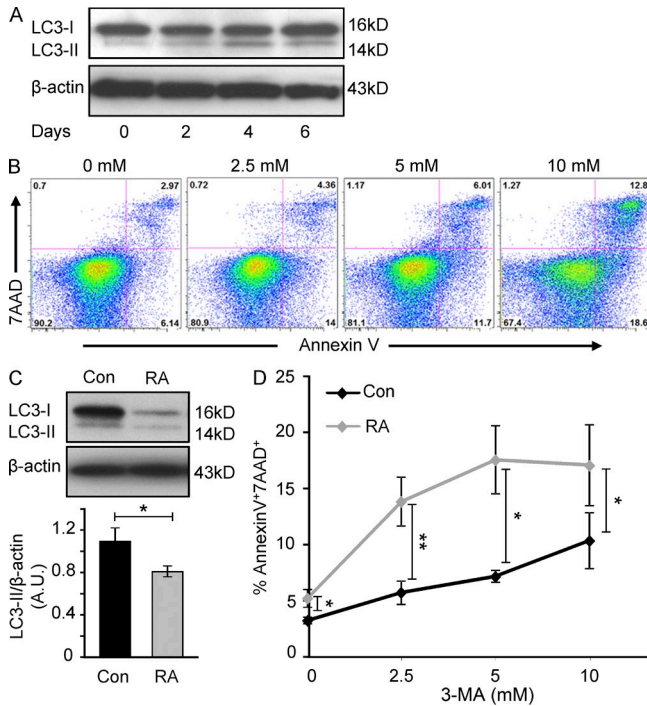 A
LC3-I 16kD
LC3-II 14kD
β-actin 43kD
Days 0 2 4 6
B
0 mM 2.5 mM 5 mM 10 mM
0.7 2.97 0.72 4.36 1.17 6.01 1.27 12.8
7AAD
90.2 6.14 80.9 14 81.1 11.7 67.4 18.6
Annexin V
C
Con RA
LC3-I 16kD
LC3-II 14kD
β-actin 43kD
LC3-II/β-actin
(A.U.)
1.2
0.8
0.4
0
*
Con RA
D
% AnnexinV+7AAD+
25
20
15
10
5
0
Con
RA
*
**
*
*
0 2.5 5 10
3-MA (mM)